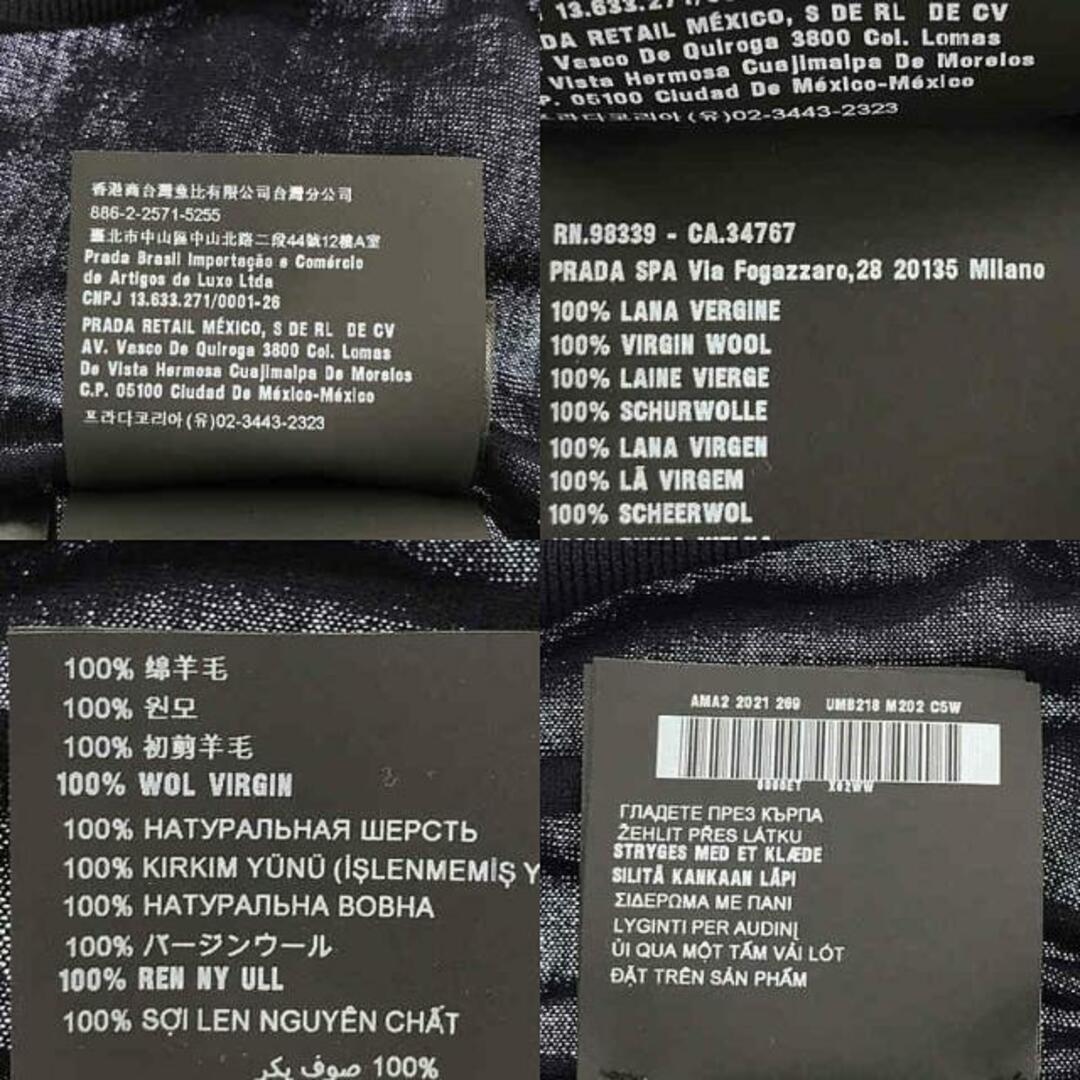 香港商台灣普比有限公司台灣分公司
886-2-2571-5255
臺北市中山區中山北路二段44號12樓A室
Prada Brasil Importação e Comércio
de Artigos de Luxo Ltda
CNPJ 13.633.271/0001-26
PRADA RETAIL MÉXICO, S DE RL DE CV
AV. Vasco De Quiroga 3800 Col. Lomas
De Vista Hermosa Cuajimalpa De Morelos
C.P. 05100 Ciudad De México-México
프라다코리아(유)02-3443-2323
13.633.27
DA RETAIL MÉXICO, S DE RL DE CV
Vasco De Quiroga 3800 Col. Lomas
Vista Hermosa Cuajimalpa De Morelos
P. 05100 Ciudad De México-México
프라다코리아(유)02-3443-2323
RN.98339 - CA.34767
PRADA SPA Via Fogazzaro,28 20135 Milano
100% LANA VERGINE
100% VIRGIN WOOL
100% LAINE VIERGE
100% SCHURWOLLE
100% LANA VIRGEN
100% LÃ VIRGEM
100% SCHEERWOL
100% 绵羊毛
100% 원모
100% 初剪羊毛
100% WOL VIRGIN
100% НАТУРАЛЬНАЯ ШЕРСТЬ
100% KIRKIM YÜNÜ (İŞLENMEMİŞ Y
100% НАТУРАЛЬНА ВОВНА
100% バージンウール
100% REN NY ULL
100% SỢI LEN NGUYÊN CHẤT
100% صوف بكر
AMA2 2021 269 UMB218 M202 C5W
ГЛАДЕТЕ ПРЕЗ КЪРПА
ŽEHLIT PŘES LÁTKU
STRYGES MED ET KLÆDE
SILITÄ KANKAAN LÄPI
ΣΙΔΕΡΩΜΑ ΜΕ ΠΑΝΙ
LYGINTI PER AUDINĮ
ỦI QUA MỘT TẤM VẢI LÓT
ĐẶT TRÊN SẢN PHẨM